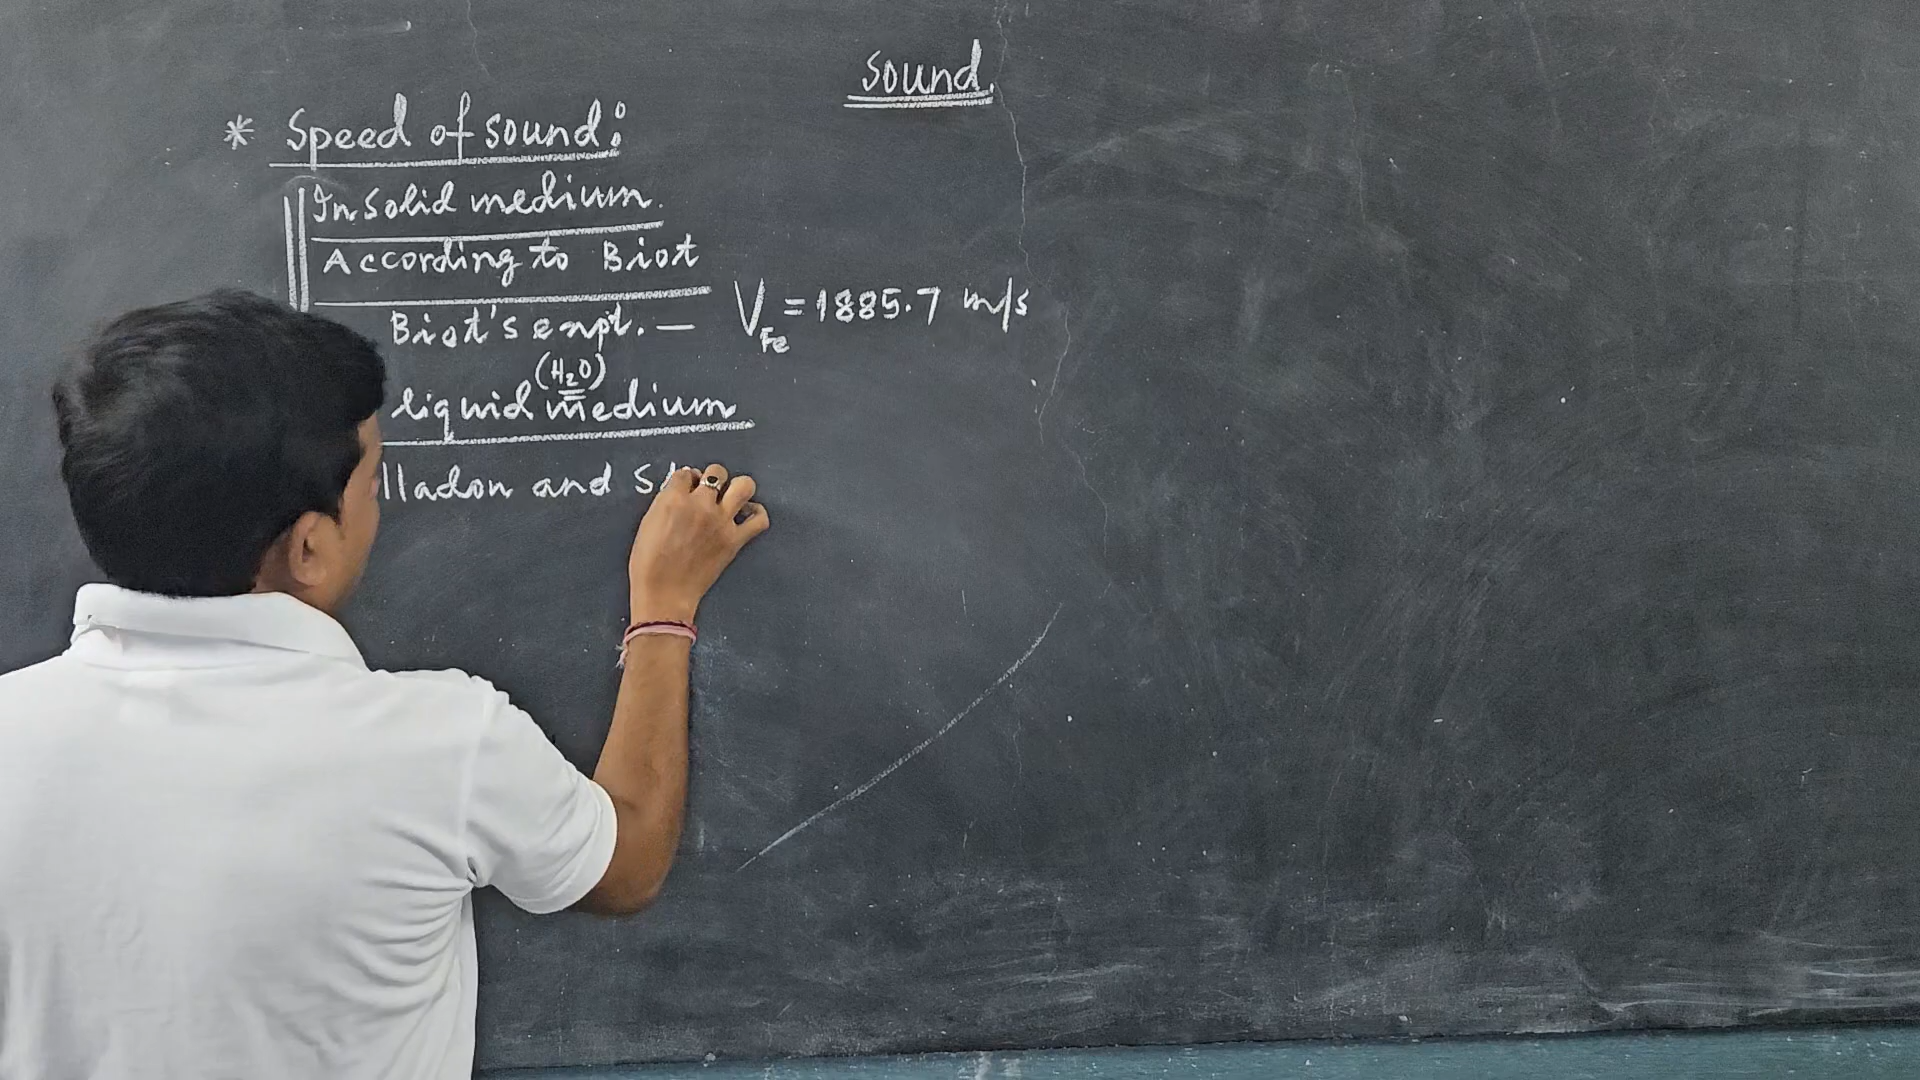 Sound.
* Speed of sound:
In solid medium.
According to Biot
Biot's expt. — V_Fe = 1885.7 m/s
(H₂O)
liquid medium
lladon and